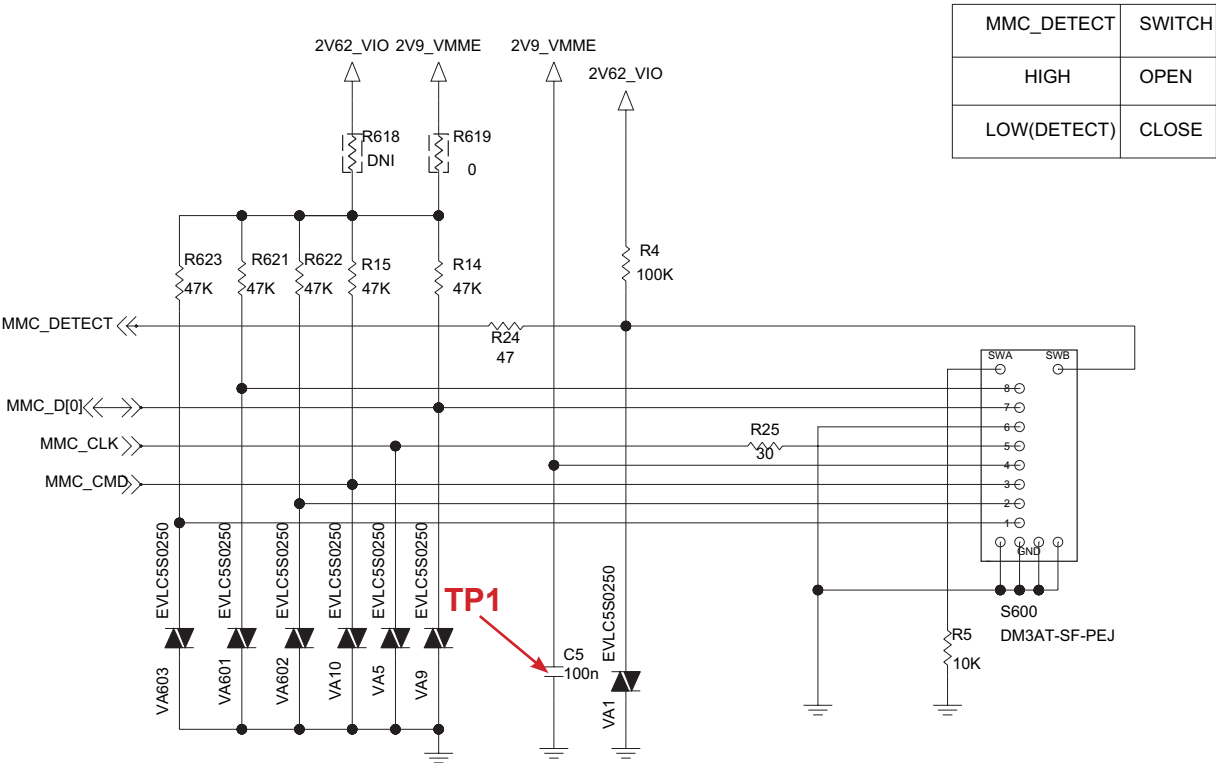 MMC_DETECT SWITCH
HIGH OPEN
LOW(DETECT) CLOSE
2V62_VIO 2V9_VMME 2V9_VMME
2V62_VIO
R618
DNI
R619
0
R623
47K
R621
47K
R622
47K
R15
47K
R14
47K
R4
100K
MMC_DETECT
R24
47
SWA SWB
8
MMC_D[0]
7
6
MMC_CLK
R25
30
5
4
MMC_CMD
3
2
1
GND
EVLC5S0250
EVLC5S0250
EVLC5S0250
EVLC5S0250
EVLC5S0250
EVLC5S0250
EVLC5S0250
TP1
S600
DM3AT-SF-PEJ
R5
10K
C5
100n
VA603
VA601
VA602
VA10
VA5
VA9
VA1